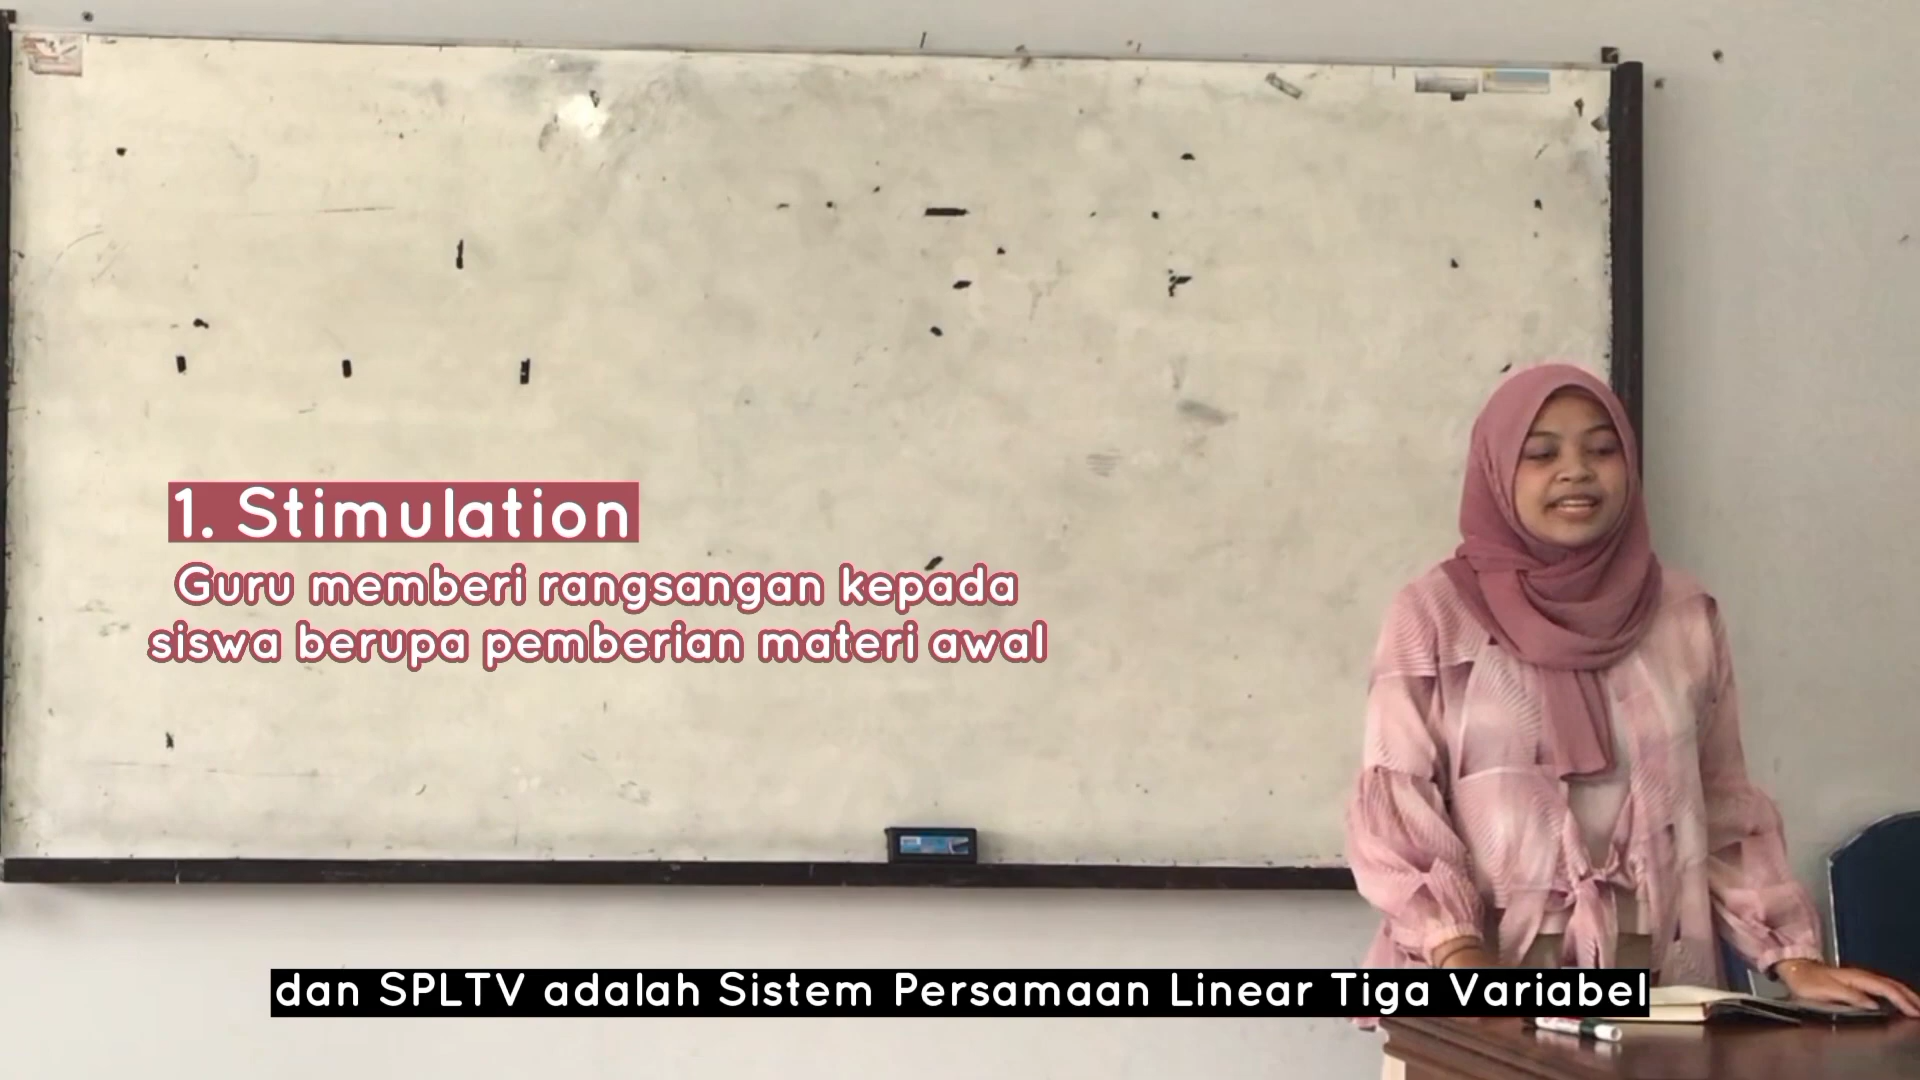 1. Stimulation
Guru memberi rangsangan kepada
siswa berupa pemberian materi awal
dan SPLTV adalah Sistem Persamaan Linear Tiga Variabel